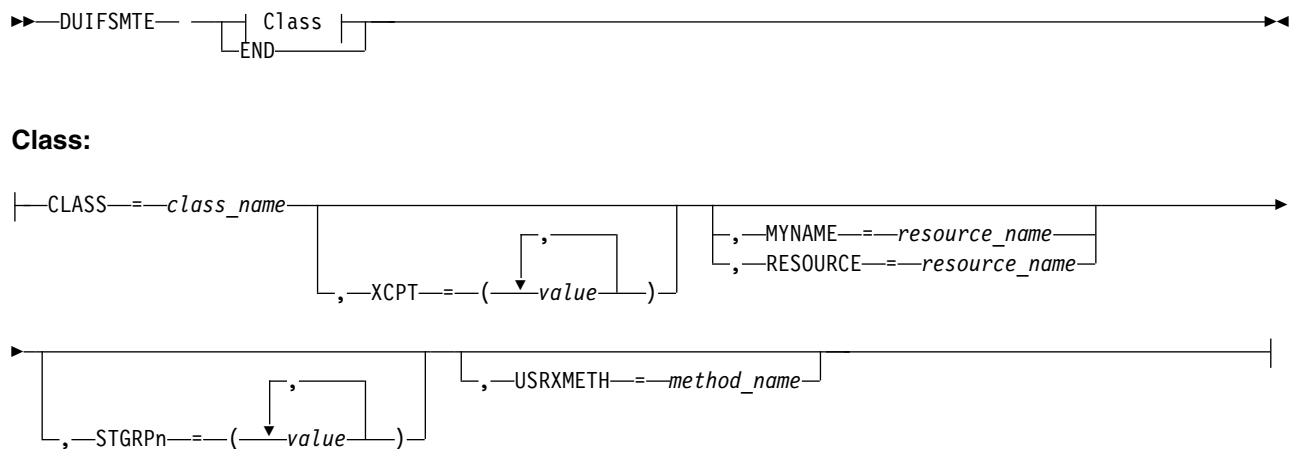 DUIFSMTE Class
END
Class:
CLASS = class_name
, MYNAME = resource_name
, , RESOURCE = resource_name
, XCPT = ( value )
, , USRXMETH = method_name
, STGRPn = ( value )